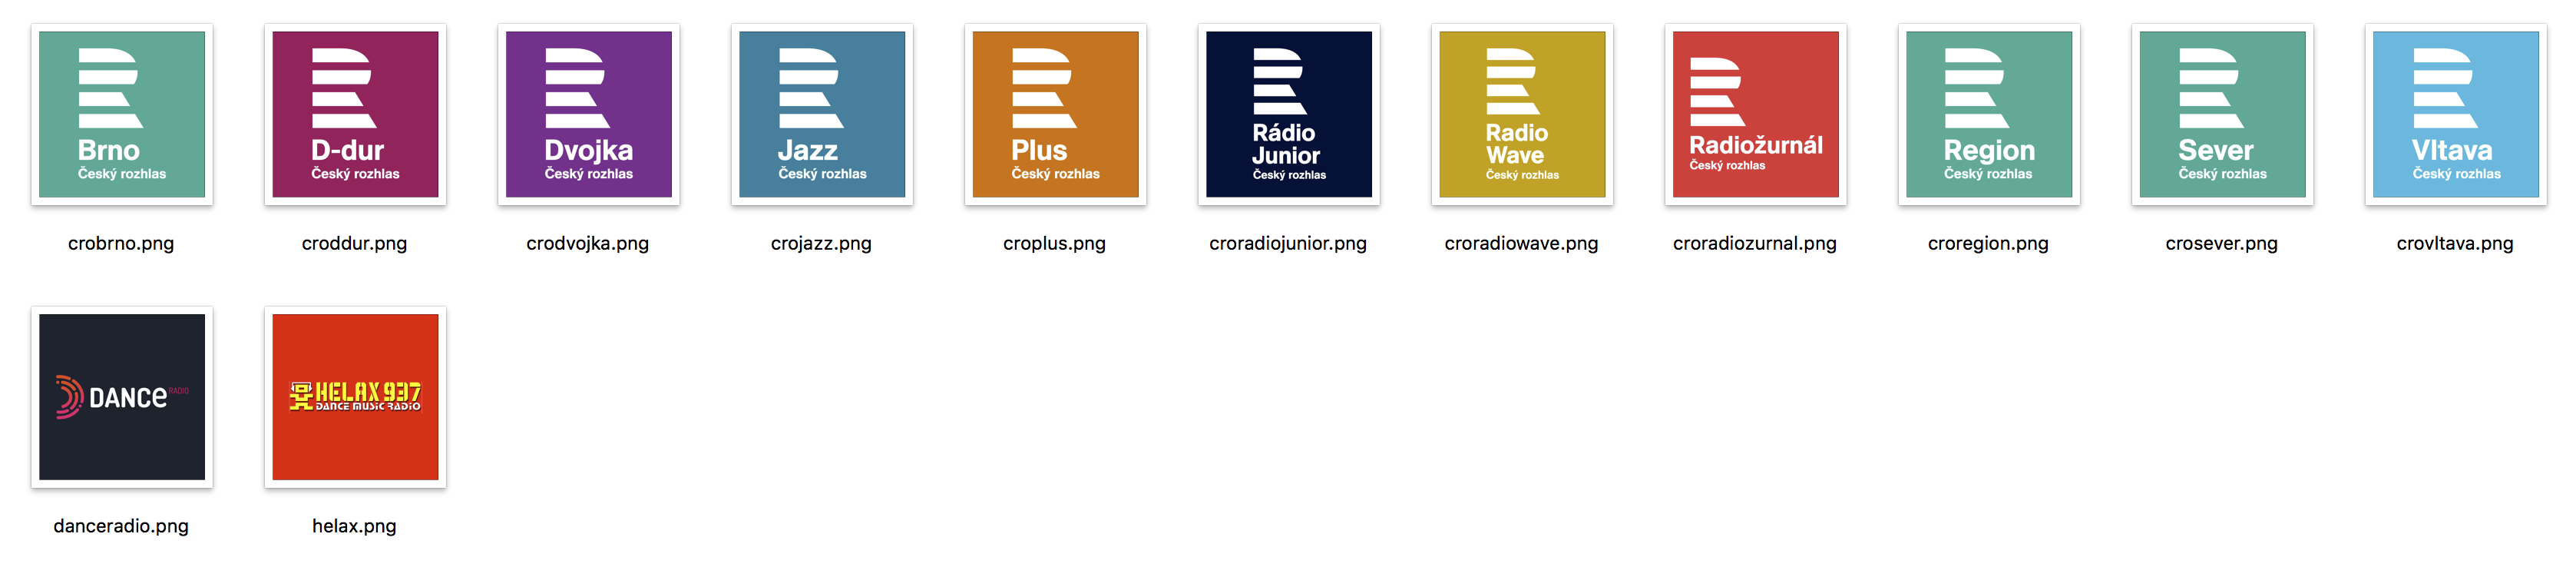 Brno
Český rozhlas
D-dur
Český rozhlas
Dvojka
Český rozhlas
Jazz
Český rozhlas
Plus
Český rozhlas
Rádio
Junior
Český rozhlas
Radio
Wave
Český rozhlas
Radiožurnál
Český rozhlas
Region
Český rozhlas
Sever
Český rozhlas
Vltava
Český rozhlas
crobrno.png
croddur.png
crodvojka.png
crojazz.png
croplus.png
croradiojunior.png
croradiowave.png
croradiozurnal.png
croregion.png
crosever.png
crovltava.png
DANCe RADIO
HELAX 937
DANCE MUSIC RADIO
danceradio.png
helax.png